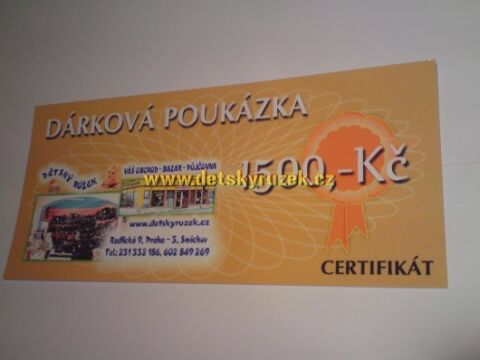 DÁRKOVÁ POUKÁZKA
1500,-Kč
DĚTSKÝ RŮŽEK
VÁŠ OBCHOD - BAZAR - PŮJČOVNA
www.detskyruzek.cz
www.detskyruzek.cz
Radlická 9, Praha - 5, Smíchov
Tel.: 251 552 186, 602 849 269
CERTIFIKÁT